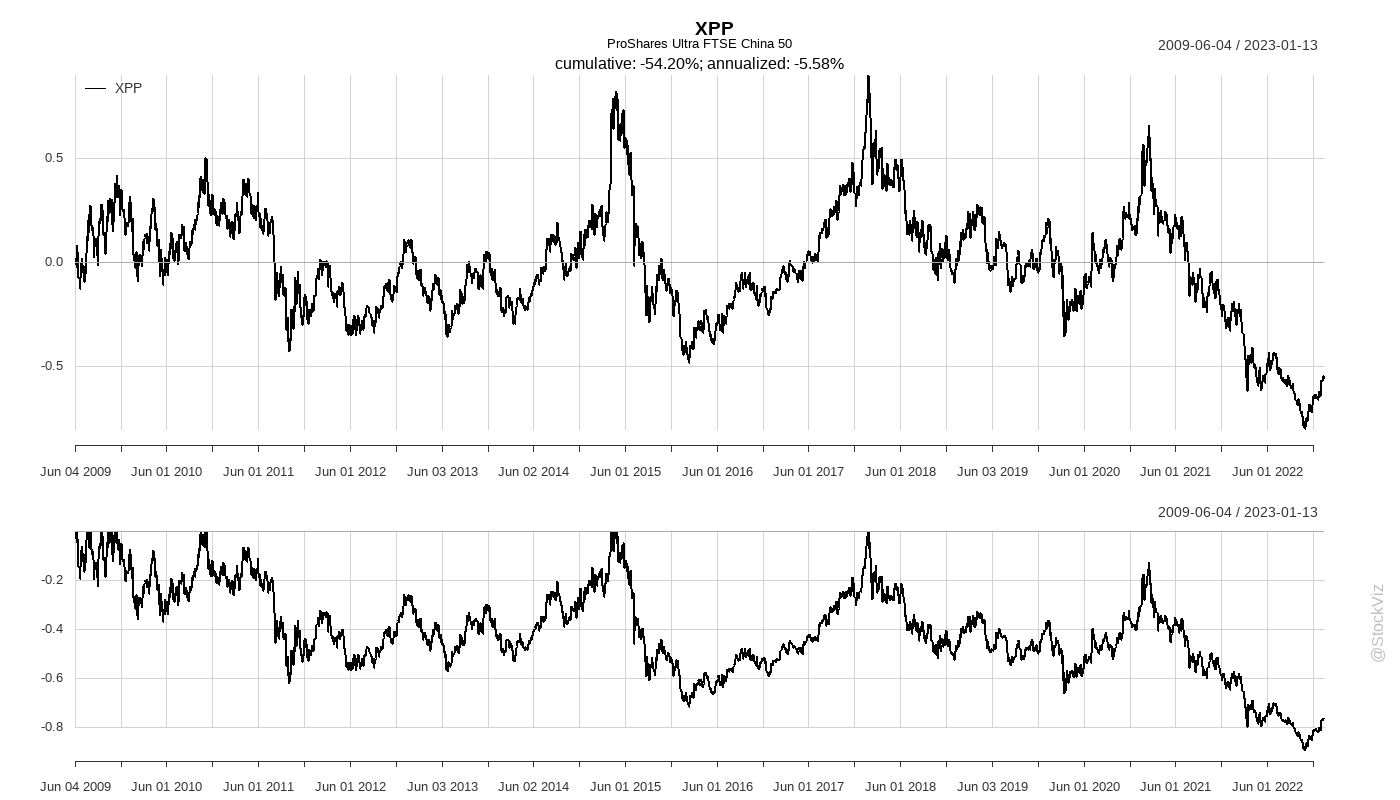 XPP
ProShares Ultra FTSE China 50
2009-06-04 / 2023-01-13
cumulative: -54.20%; annualized: -5.58%
XPP
0.5
0.0
-0.5
Jun 04 2009 Jun 01 2010 Jun 01 2011 Jun 01 2012 Jun 03 2013 Jun 02 2014 Jun 01 2015 Jun 01 2016 Jun 01 2017 Jun 01 2018 Jun 03 2019 Jun 01 2020 Jun 01 2021 Jun 01 2022
2009-06-04 / 2023-01-13
-0.2
-0.4
-0.6
-0.8
Jun 04 2009 Jun 01 2010 Jun 01 2011 Jun 01 2012 Jun 03 2013 Jun 02 2014 Jun 01 2015 Jun 01 2016 Jun 01 2017 Jun 01 2018 Jun 03 2019 Jun 01 2020 Jun 01 2021 Jun 01 2022
@StockViz